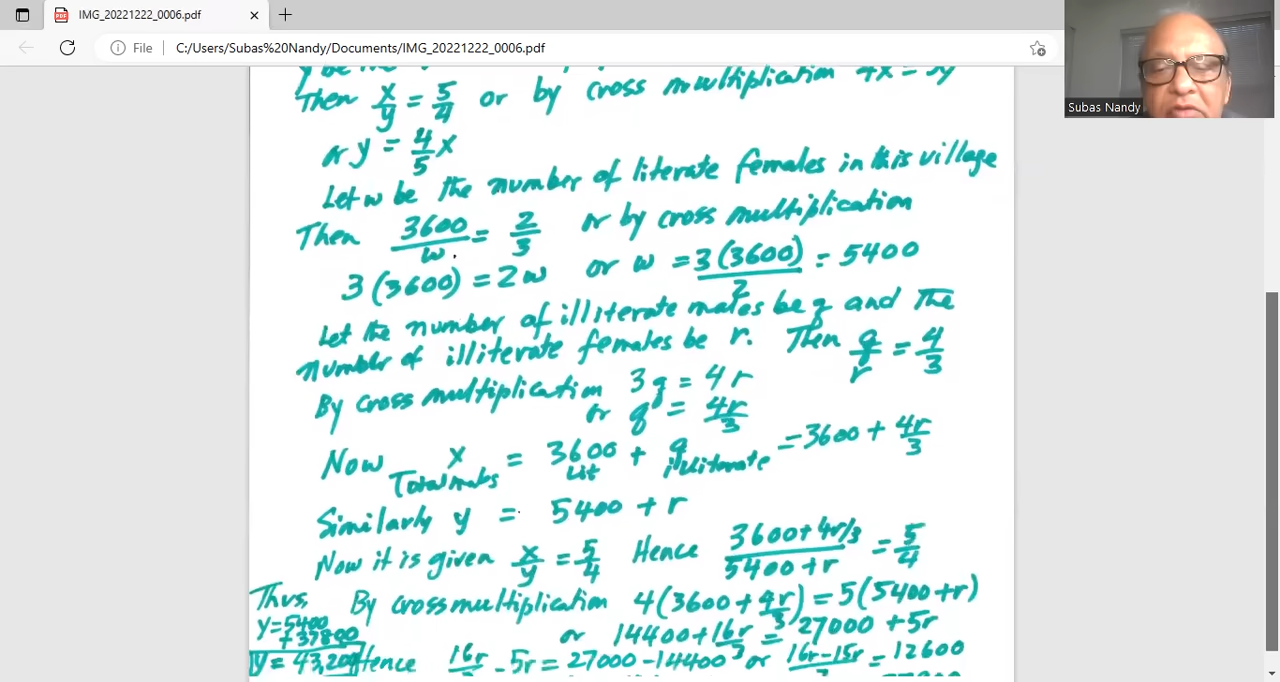 IMG_20221222_0006.pdf
File C:/Users/Subas%20Nandy/Documents/IMG_20221222_0006.pdf
Subas Nandy
y be the
Then x/y = 5/4 or by cross multiplication 4x = 5y
or y = 4/5 x
Let w be the number of literate females in this village
Then 3600/w = 2/3 or by cross multiplication
3(3600) = 2w or w = 3(3600)/2 = 5400
Let the number of illiterate males be q and the
number of illiterate females be r. Then q/r = 4/3
By cross multiplication 3q = 4r
or q = 4r/3
Now x = 3600 + q = 3600 + 4r/3
Total males Lit illiterate
Similarly y = 5400 + r
Now it is given x/y = 5/4 Hence (3600+4r/3)/(5400+r) = 5/4
Thus, By cross multiplication 4(3600+4r/3) = 5(5400+r)
y=5400 or 14400+16r/3 = 27000+5r
+37800
y = 43,200 Hence 16r/3 - 5r = 27000-14400 or (16r-15r)/3 = 12600